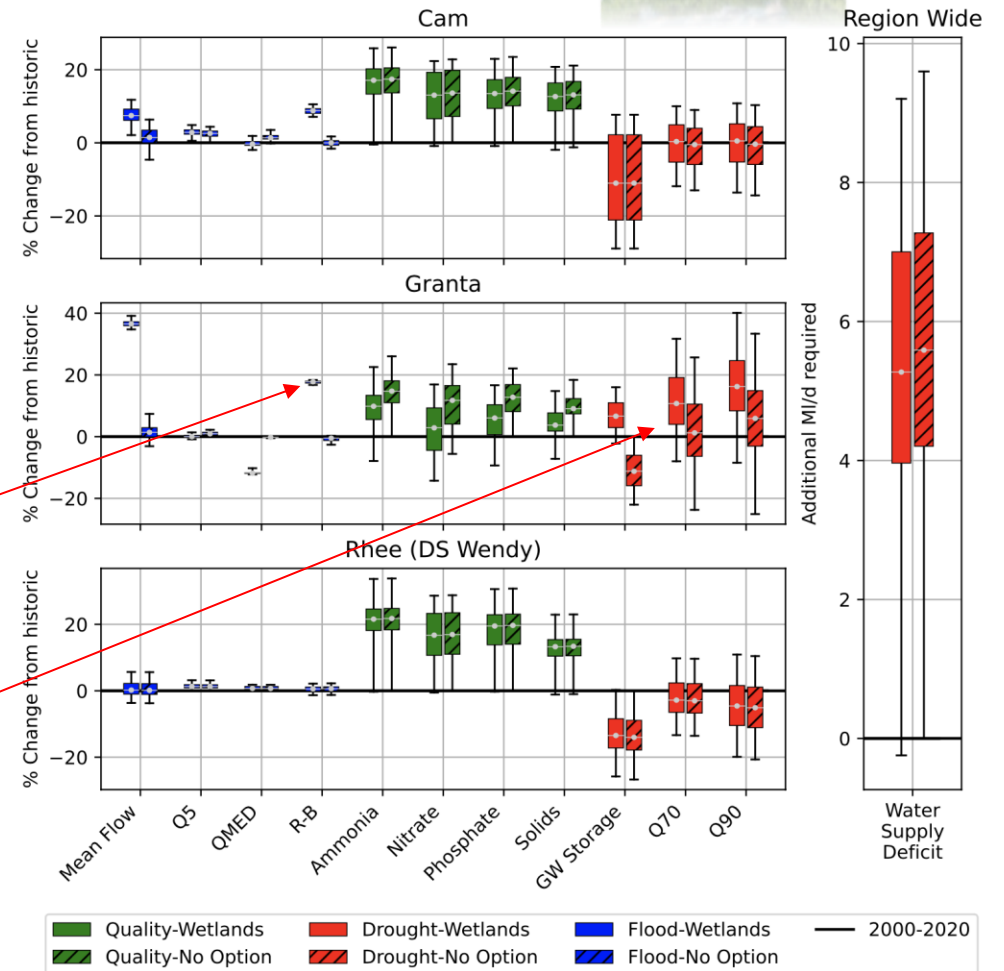 Cam
Region Wide
% Change from historic
20
0
−20
Granta
% Change from historic
40
20
0
−20
Rhee (DS Wendy)
% Change from historic
20
0
−20
Mean Flow
Q5
QMED
R-B
Ammonia
Nitrate
Phosphate
Solids
GW Storage
Q70
Q90
Additional Ml/d required
10
8
6
4
2
0
Water
Supply
Deficit
Quality-Wetlands
Quality-No Option
Drought-Wetlands
Drought-No Option
Flood-Wetlands
Flood-No Option
2000-2020